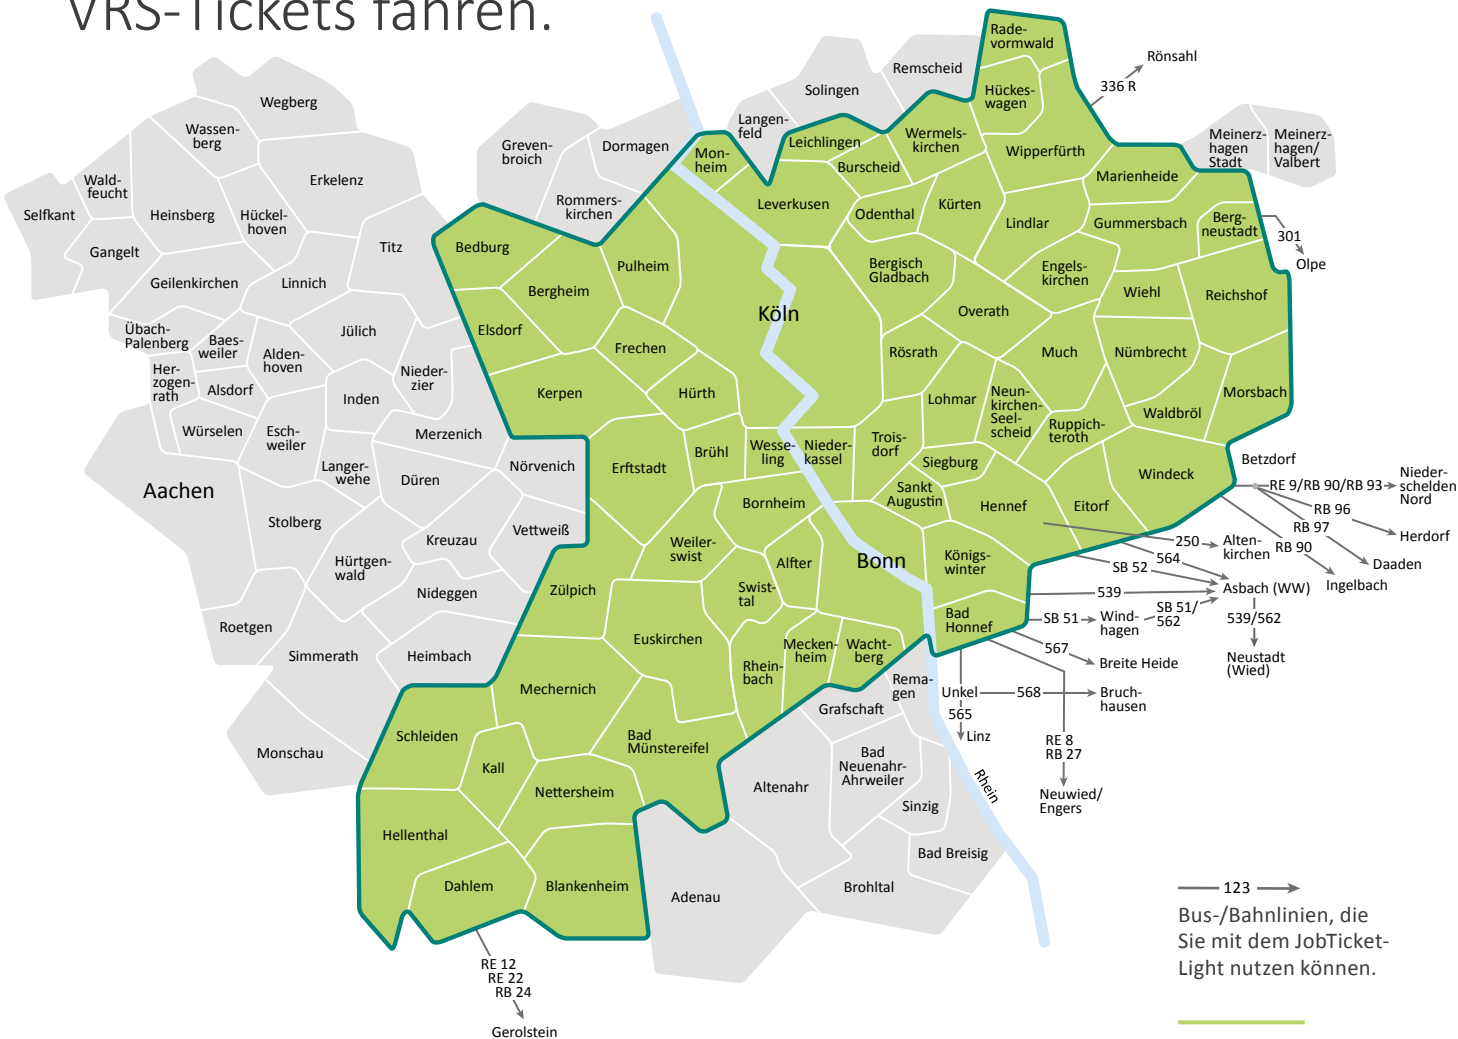 VRS-Tickets fahren.
Rade-
vormwald
Rönsahl
336 R
Remscheid
Solingen
Hückes-
wagen
Wegberg
Wassen-
berg
Langen-
feld
Leichlingen
Wermels-
kirchen
Meinerz-
hagen
Stadt
Meinerz-
hagen/
Valbert
Greven-
broich
Dormagen
Mon-
heim
Burscheid
Wipperfürth
Marienheide
Wald-
feucht
Erkelenz
Rommers-
kirchen
Leverkusen
Odenthal
Kürten
Lindlar
Gummersbach
Berg-
neustadt
301
Olpe
Selfkant
Heinsberg
Hückel-
hoven
Gangelt
Titz
Bedburg
Geilenkirchen
Linnich
Bergheim
Pulheim
Bergisch
Gladbach
Engels-
kirchen
Wiehl
Reichshof
Köln
Overath
Übach-
Palenberg
Baes-
weiler
Jülich
Elsdorf
Frechen
Rösrath
Much
Nümbrecht
Her-
zogen-
rath
Alden-
hoven
Alsdorf
Nieder-
zier
Inden
Kerpen
Hürth
Lohmar
Neun-
kirchen-
Seel-
scheid
Morsbach
Waldbröl
Ruppich-
teroth
Würselen
Esch-
weiler
Merzenich
Brühl
Wesse-
ling
Nieder-
kassel
Trois-
dorf
Siegburg
Windeck
Betzdorf
Langer-
wehe
Düren
Nörvenich
Erftstadt
Aachen
Sankt
Augustin
Hennef
Eitorf
RE 9/RB 90/RB 93
Nieder-
schelden
Nord
RB 96
Herdorf
RB 97
Daaden
RB 90
Ingelbach
Stolberg
Vettweiß
Kreuzau
Bornheim
Weiler-
swist
Alfter
Bonn
Königs-
winter
250
Alten-
kirchen
564
SB 52
Asbach (WW)
Hürtgen-
wald
Nideggen
Zülpich
Swist-
tal
539
SB 51
Wind-
hagen
SB 51/
562
539/562
Neustadt
(Wied)
Roetgen
Simmerath
Heimbach
Euskirchen
Rhein-
bach
Mecken-
heim
Wacht-
berg
Bad
Honnef
567
Breite Heide
Mechernich
Rema-
gen
Unkel
568
Bruch-
hausen
565
Linz
Grafschaft
Monschau
Schleiden
Kall
Bad
Münstereifel
Bad
Neuenahr-
Ahrweiler
RE 8
RB 27
Neuwied/
Engers
Nettersheim
Altenahr
Sinzig
Rhein
Hellenthal
Bad Breisig
Dahlem
Blankenheim
Adenau
Brohltal
RE 12
RE 22
RB 24
Gerolstein
123
Bus-/Bahnlinien, die
Sie mit dem JobTicket-
Light nutzen können.